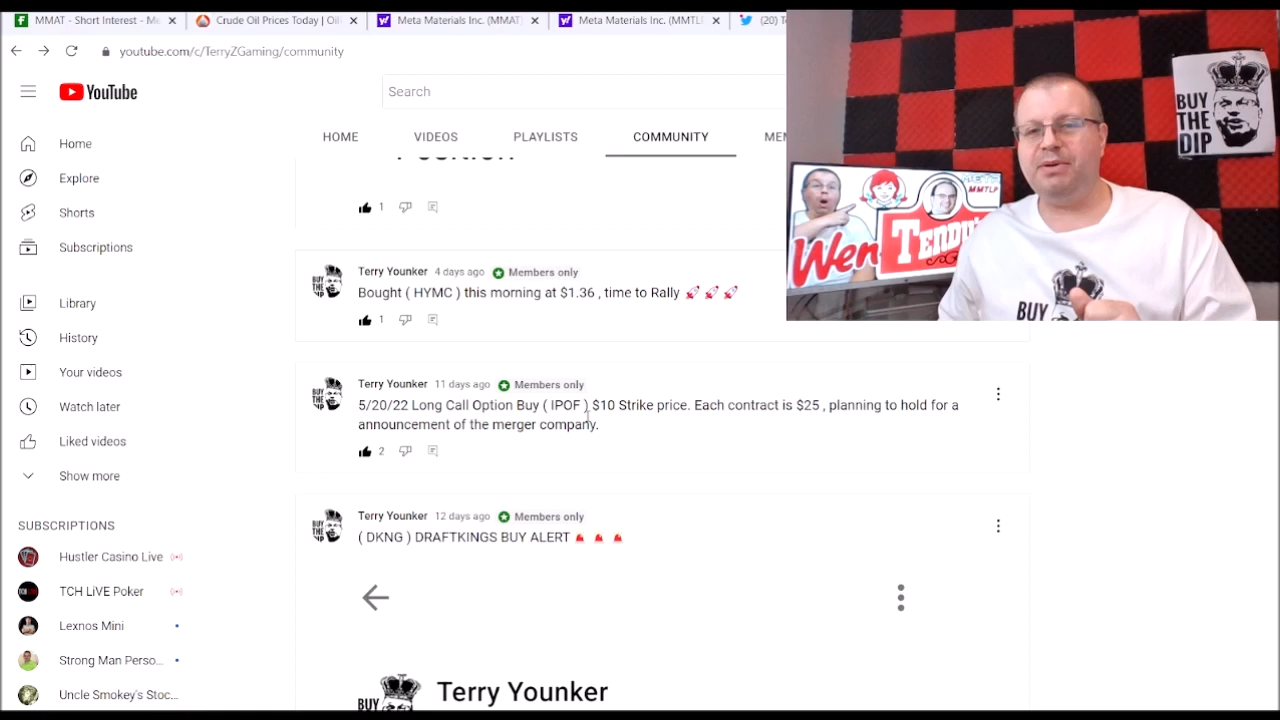 MMAT - Short Interest - Me
Crude Oil Prices Today | Oil
Meta Materials Inc. (MMAT)
Meta Materials Inc. (MMTLP
(20) T
youtube.com/c/TerryZGaming/community
YouTube
Search
HOME
VIDEOS
PLAYLISTS
COMMUNITY
Home
Explore
Shorts
Subscriptions
Library
History
Your videos
Watch later
Liked videos
Show more
SUBSCRIPTIONS
Hustler Casino Live
TCH LiVE Poker
Lexnos Mini
Strong Man Perso...
Uncle Smokey's Stoc...
1
Terry Younker 4 days ago Members only
Bought ( HYMC ) this morning at $1.36 , time to Rally 🚀 🚀 🚀
1
Terry Younker 11 days ago Members only
5/20/22 Long Call Option Buy ( IPOF ) $10 Strike price. Each contract is $25 , planning to hold for a
announcement of the merger company.
2
Terry Younker 12 days ago Members only
( DKNG ) DRAFTKINGS BUY ALERT 🚨 🚨 🚨
Terry Younker
BUY
BUY
THE
DIP
META
MMTLP
Wen
TENDD
BUY